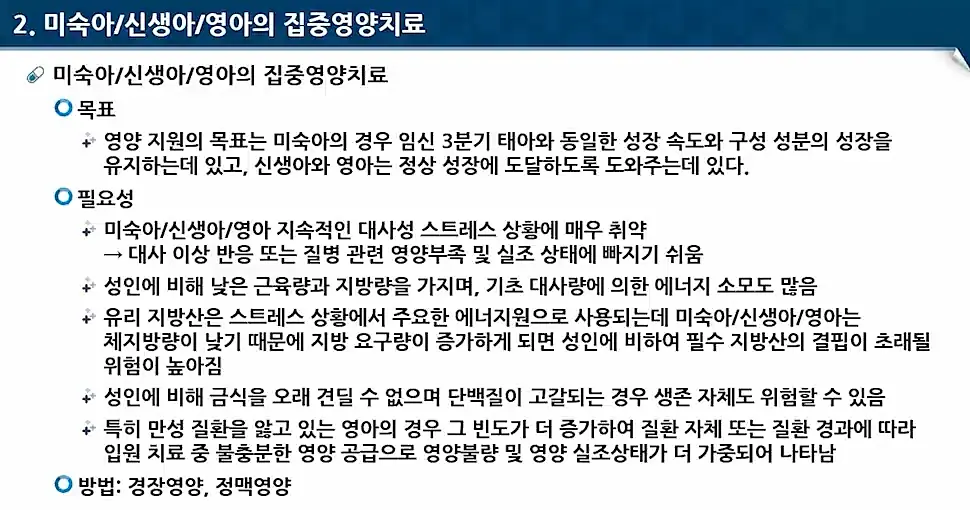 2. 미숙아/신생아/영아의 집중영양치료
미숙아/신생아/영아의 집중영양치료
목표
영양 지원의 목표는 미숙아의 경우 임신 3분기 태아와 동일한 성장 속도와 구성 성분의 성장을
유지하는데 있고, 신생아와 영아는 정상 성장에 도달하도록 도와주는데 있다.
필요성
미숙아/신생아/영아 지속적인 대사성 스트레스 상황에 매우 취약
→ 대사 이상 반응 또는 질병 관련 영양부족 및 실조 상태에 빠지기 쉬움
성인에 비해 낮은 근육량과 지방량을 가지며, 기초 대사량에 의한 에너지 소모도 많음
유리 지방산은 스트레스 상황에서 주요한 에너지원으로 사용되는데 미숙아/신생아/영아는
체지방량이 낮기 때문에 지방 요구량이 증가하게 되면 성인에 비하여 필수 지방산의 결핍이 초래될
위험이 높아짐
성인에 비해 금식을 오래 견딜 수 없으며 단백질이 고갈되는 경우 생존 자체도 위험할 수 있음
특히 만성 질환을 앓고 있는 영아의 경우 그 빈도가 더 증가하여 질환 자체 또는 질환 경과에 따라
입원 치료 중 불충분한 영양 공급으로 영양불량 및 영양 실조상태가 더 가중되어 나타남
방법: 경장영양, 정맥영양